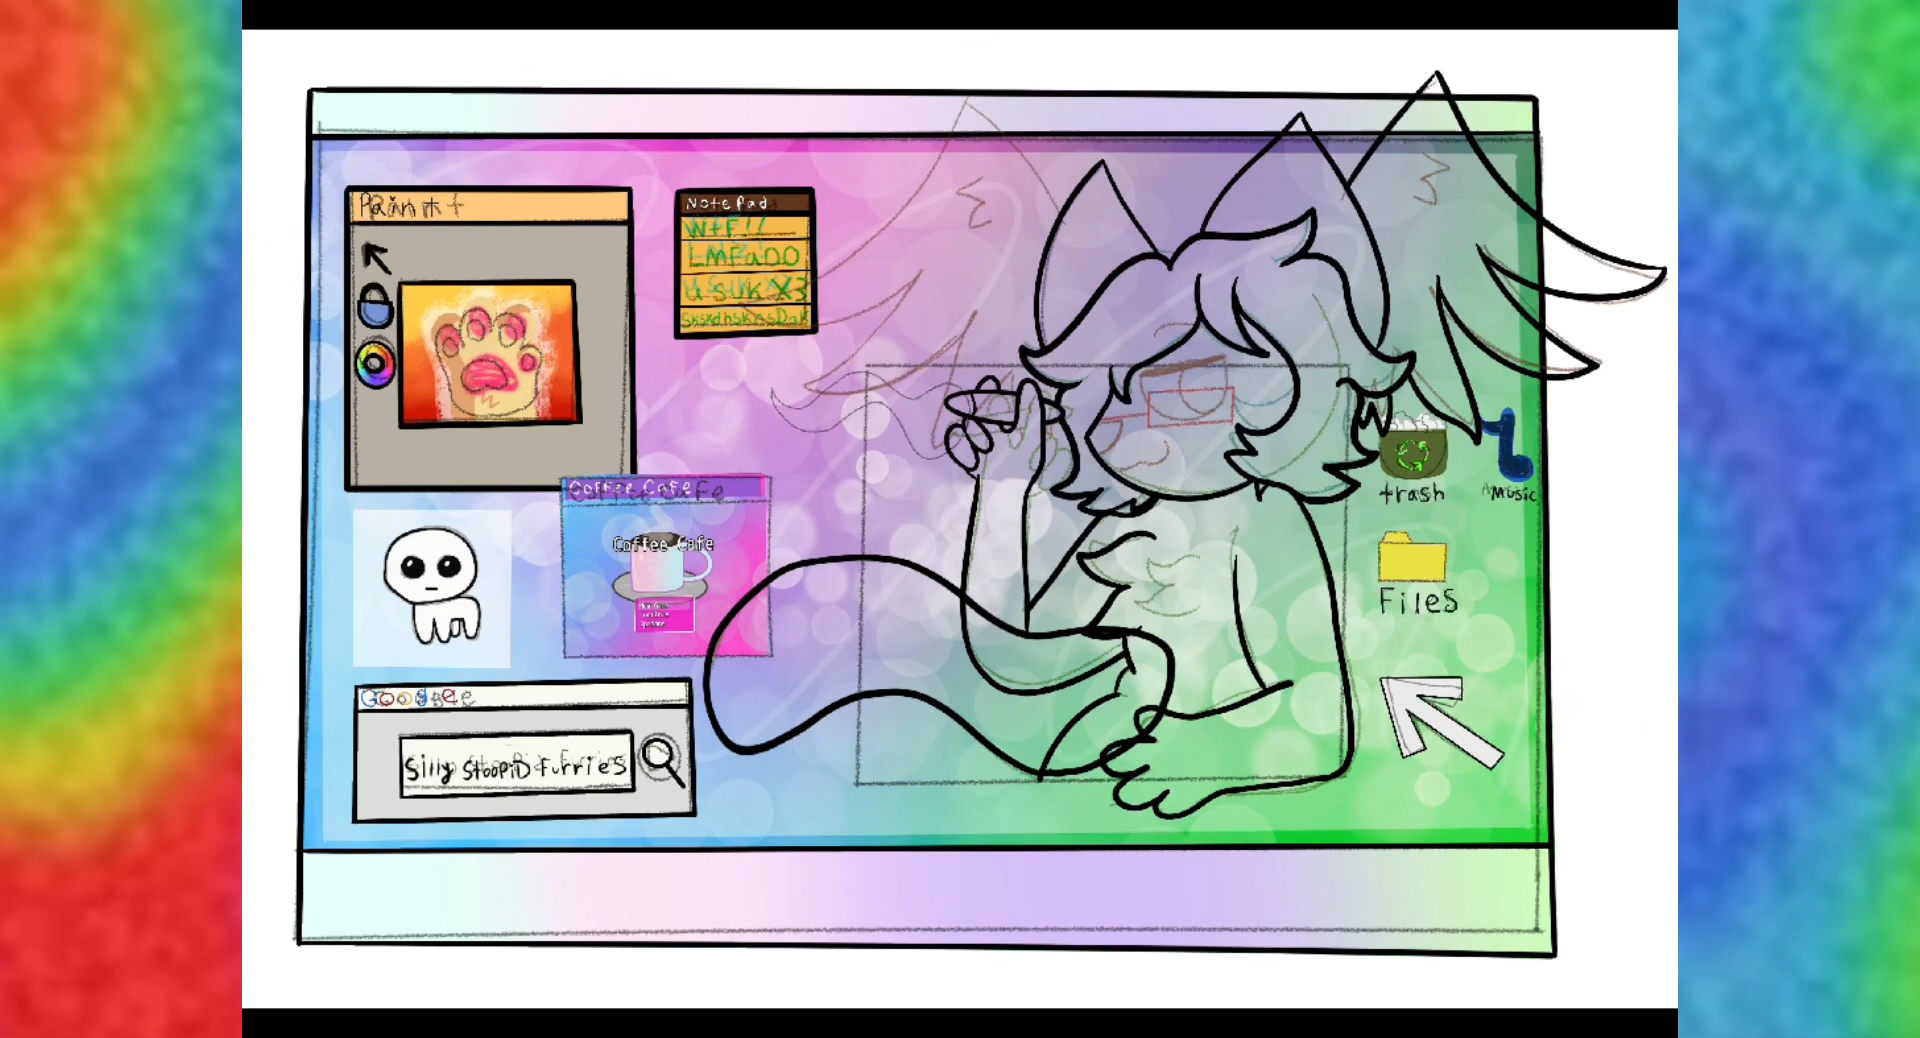 Paint
NotePad
WtF!!
LMFaOO
U SUK X3
Coffee Cafe
Coffee Cafe
trash
Music
Files
Google
Silly StoopiD Furries